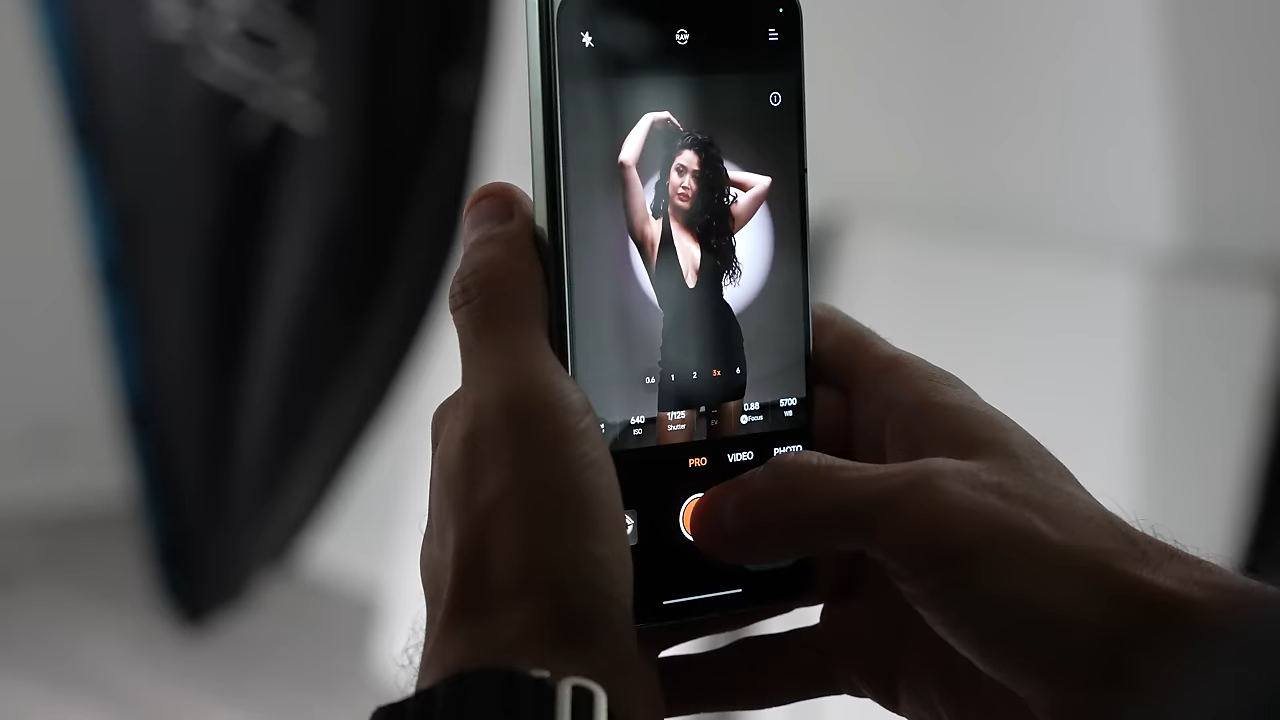 RAW
1
0.6 1 2 3x 6
640 1/125 0.88 5700
ISO Shutter EV Focus WB
PRO VIDEO PHOTO